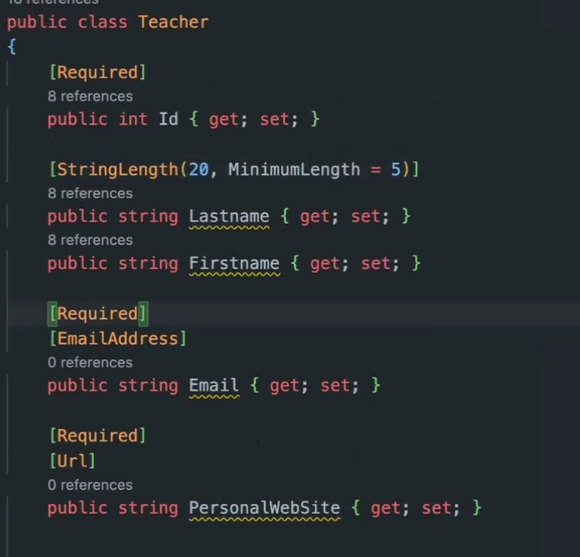 public class Teacher
{
[Required]
8 references
public int Id { get; set; }
[StringLength(20, MinimumLength = 5)]
8 references
public string Lastname { get; set; }
8 references
public string Firstname { get; set; }
[Required]
[EmailAddress]
0 references
public string Email { get; set; }
[Required]
[Url]
0 references
public string PersonalWebSite { get; set; }